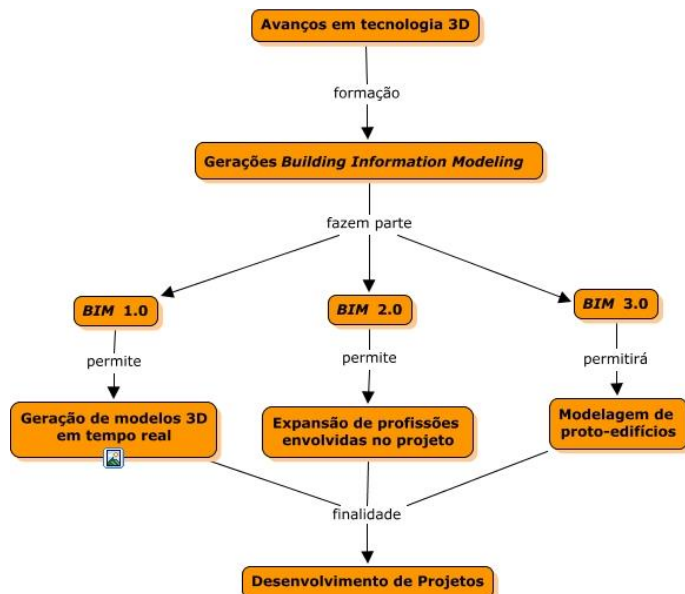 Avanços em tecnologia 3D
formação
Gerações Building Information Modeling
fazem parte
BIM 1.0
BIM 2.0
BIM 3.0
permite
permite
permitirá
Geração de modelos 3D
em tempo real
Expansão de profissões
envolvidas no projeto
Modelagem de
proto-edifícios
finalidade
Desenvolvimento de Projetos